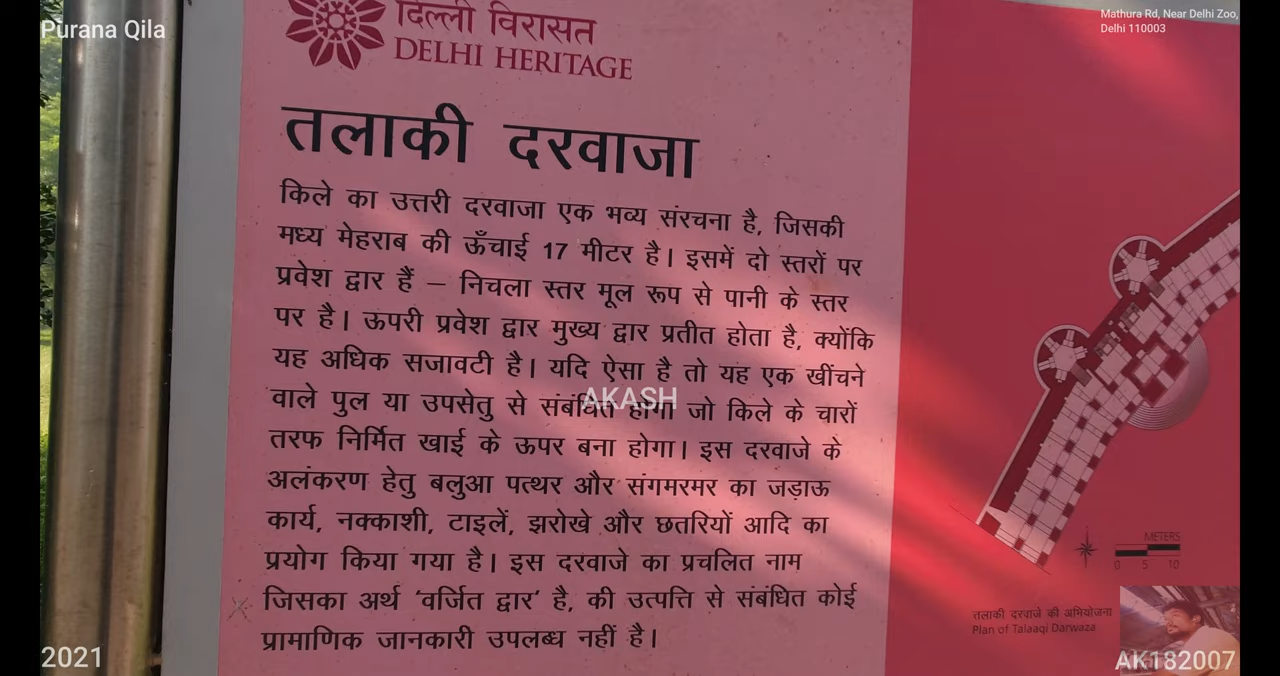 Purana Qila
Mathura Rd, Near Delhi Zoo,
Delhi 110003
दिल्ली विरासत
DELHI HERITAGE
तलाकी दरवाजा
किले का उत्तरी दरवाजा एक भव्य संरचना है, जिसकी
मध्य मेहराब की ऊँचाई 17 मीटर है। इसमें दो स्तरों पर
प्रवेश द्वार हैं – निचला स्तर मूल रूप से पानी के स्तर
पर है। ऊपरी प्रवेश द्वार मुख्य द्वार प्रतीत होता है, क्योंकि
यह अधिक सजावटी है। यदि ऐसा है तो यह एक खींचने
वाले पुल या उपसेतु से संबंधित होगा जो किले के चारों
AKASH
तरफ निर्मित खाई के ऊपर बना होगा। इस दरवाजे के
अलंकरण हेतु बलुआ पत्थर और संगमरमर का जड़ाऊ
कार्य, नक्काशी, टाइलें, झरोखे और छतरियों आदि का
प्रयोग किया गया है। इस दरवाजे का प्रचलित नाम
जिसका अर्थ ‘वर्जित द्वार’ है, की उत्पत्ति से संबंधित कोई
प्रामाणिक जानकारी उपलब्ध नहीं है।
METERS
0 5 10
तलाकी दरवाजे की अभियोजना
Plan of Talaaqi Darwaza
2021
AK182007